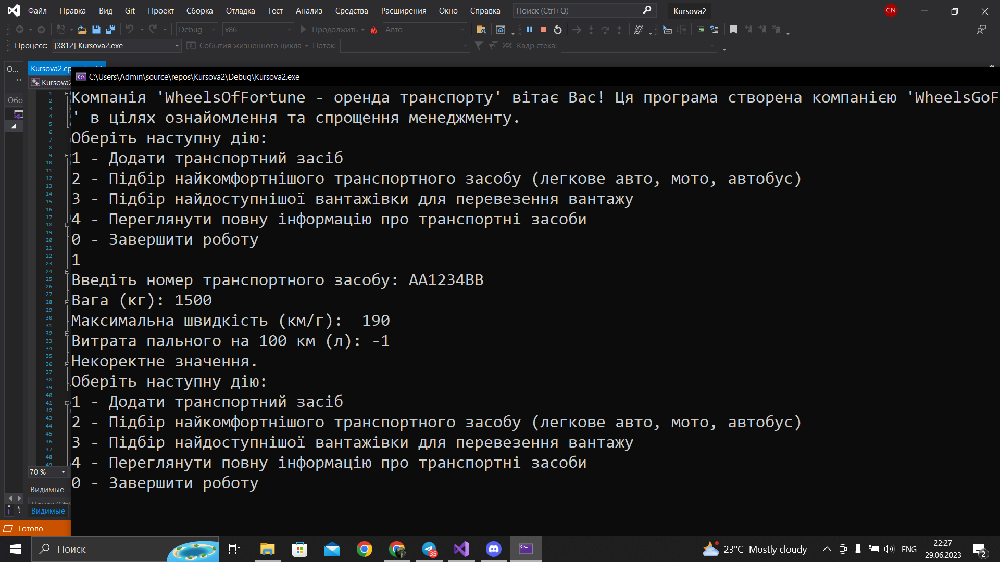 Файл Правка Вид Git Проект Сборка Отладка Тест Анализ Средства Расширения Окно Справка Поиск (Ctrl+Q) Kursova2 CN
Debug x86 Продолжить Авто
Процесс: [3812] Kursova2.exe События жизненного цикла Поток: Кадр стека:
О...
Kursova2.cp
C:\Users\Admin\source\repos\Kursova2\Debug\Kursova2.exe
Kursova2
Обо
Компанія 'WheelsOfFortune - оренда транспорту' вітає Вас! Ця програма створена компанією 'WheelsGoF
' в цілях ознайомлення та спрощення менеджменту.
Оберіть наступну дію:
1 - Додати транспортний засіб
2 - Підбір найкомфортнішого транспортного засобу (легкове авто, мото, автобус)
3 - Підбір найдоступнішої вантажівки для перевезення вантажу
4 - Переглянути повну інформацію про транспортні засоби
0 - Завершити роботу
1
Введіть номер транспортного засобу: AA1234BB
Вага (кг): 1500
Максимальна швидкість (км/г):  190
Витрата пального на 100 км (л): -1
Некоректне значення.
Оберіть наступну дію:
1 - Додати транспортний засіб
2 - Підбір найкомфортнішого транспортного засобу (легкове авто, мото, автобус)
3 - Підбір найдоступнішої вантажівки для перевезення вантажу
4 - Переглянути повну інформацію про транспортні засоби
0 - Завершити роботу
1
2
3
4
5
6
7
8
9
10
11
12
13
14
15
16
17
18
19
20
21
22
23
24
25
26
27
28
29
30
31
32
33
34
35
36
37
38
39
40
41
42
43
44
45
46
47
48
49
70 %
Видимые
Поиск (Ctrl
Видимые
Готово
Поиск
35
23°C Mostly cloudy
ENG
22:27
29.06.2023
2